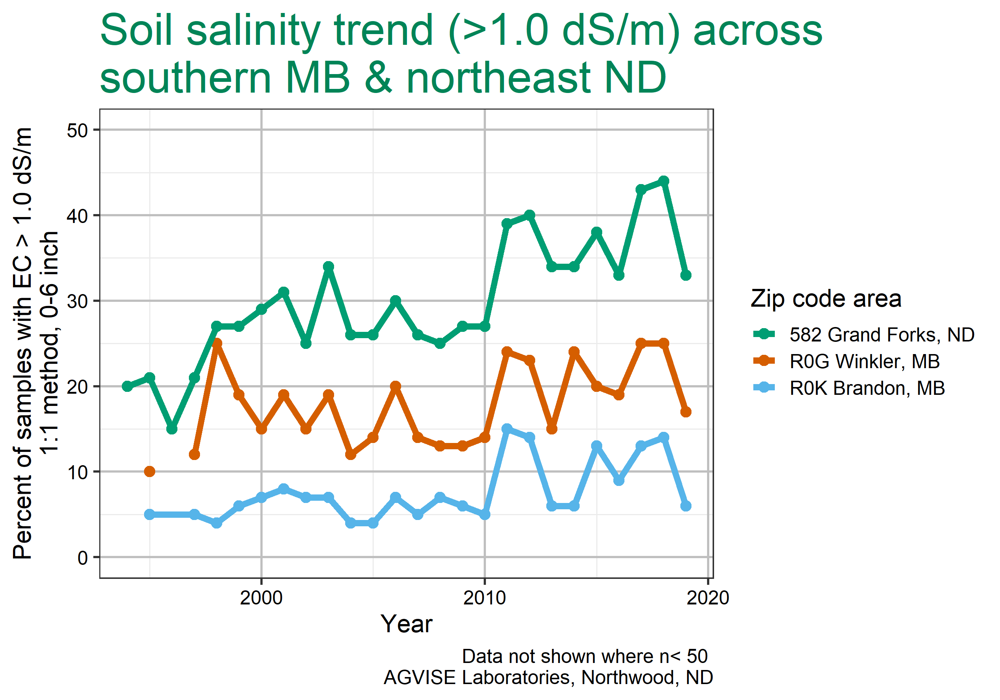 Soil salinity trend (>1.0 dS/m) across
southern MB & northeast ND
Percent of samples with EC > 1.0 dS/m
1:1 method, 0-6 inch
50
40
30
20
10
0
2000
2010
2020
Year
Zip code area
582 Grand Forks, ND
R0G Winkler, MB
R0K Brandon, MB
Data not shown where n< 50
AGVISE Laboratories, Northwood, ND